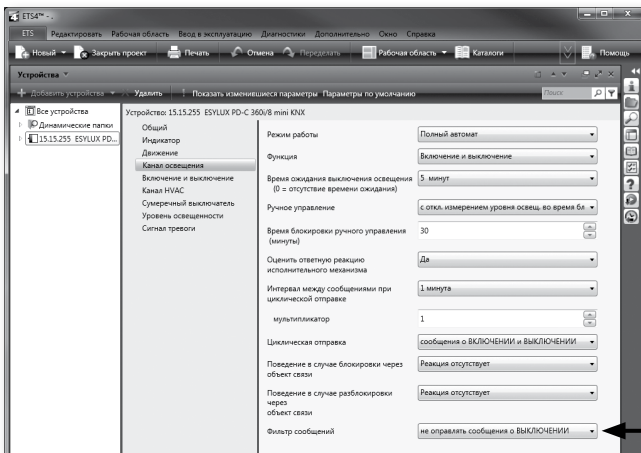 ETS4™ - .
ETS Редактировать Рабочая область Ввод в эксплуатацию Диагностики Дополнительно Окно Справка
Новый Закрыть проект Печать Отмена Переделать Рабочая область Каталоги Помощь
Устройства
Добавить устройства Удалить Показать изменившиеся параметры Параметры по умолчанию Поиск
Все устройства
Динамические папки
15.15.255 ESYLUX PD...
Устройство: 15.15.255 ESYLUX PD-C 360i/8 mini KNX
Общий
Индикатор
Движение
Канал освещения
Включение и выключение
Канал HVAC
Сумеречный выключатель
Уровень освещенности
Сигнал тревоги
Режим работы Полный автомат
Функция Включение и выключение
Время ожидания выключения освещения 5 минут
(0 = отсутствие времени ожидания)
Ручное управление с откл. измерением уровня освещ. во время бл
Время блокировки ручного управления 30
(минуты)
Оценить ответную реакцию Да
исполнительного механизма
Интервал между сообщениями при 1 минута
циклической отправке
мультипликатор 1
Циклическая отправка сообщения о ВКЛЮЧЕНИИ и ВЫКЛЮЧЕНИИ
Поведение в случае блокировки через Реакция отсутствует
объект связи
Поведение в случае разблокировки Реакция отсутствует
через
объект связи
Фильтр сообщений не оправлять сообщения о ВЫКЛЮЧЕНИИ